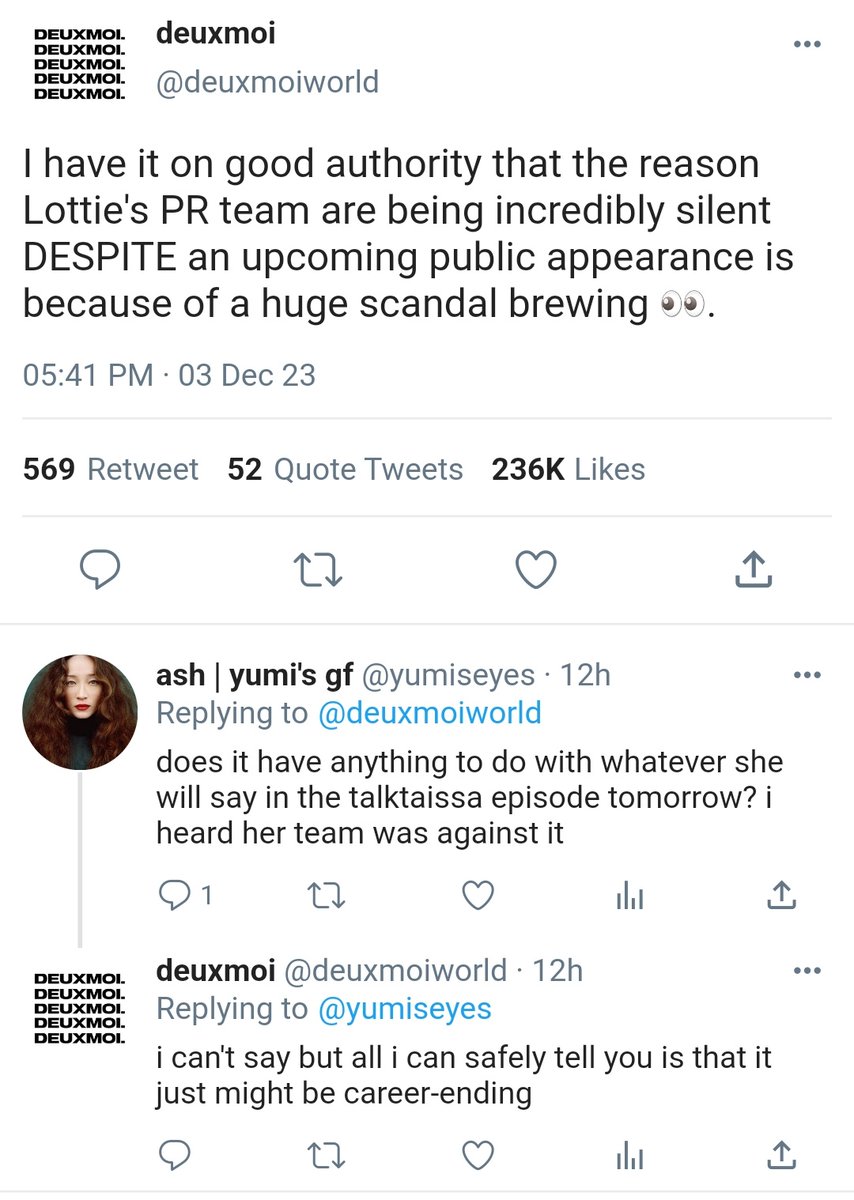 DEUXMOI.
DEUXMOI.
DEUXMOI.
DEUXMOI.
DEUXMOI.
deuxmoi
@deuxmoiworld
I have it on good authority that the reason
Lottie's PR team are being incredibly silent
DESPITE an upcoming public appearance is
because of a huge scandal brewing 👀.
05:41 PM · 03 Dec 23
569 Retweet 52 Quote Tweets 236K Likes
ash | yumi's gf @yumiseyes · 12h
Replying to @deuxmoiworld
does it have anything to do with whatever she
will say in the talktaissa episode tomorrow? i
heard her team was against it
1
DEUXMOI.
DEUXMOI.
DEUXMOI.
DEUXMOI.
DEUXMOI.
deuxmoi @deuxmoiworld · 12h
Replying to @yumiseyes
i can't say but all i can safely tell you is that it
just might be career-ending